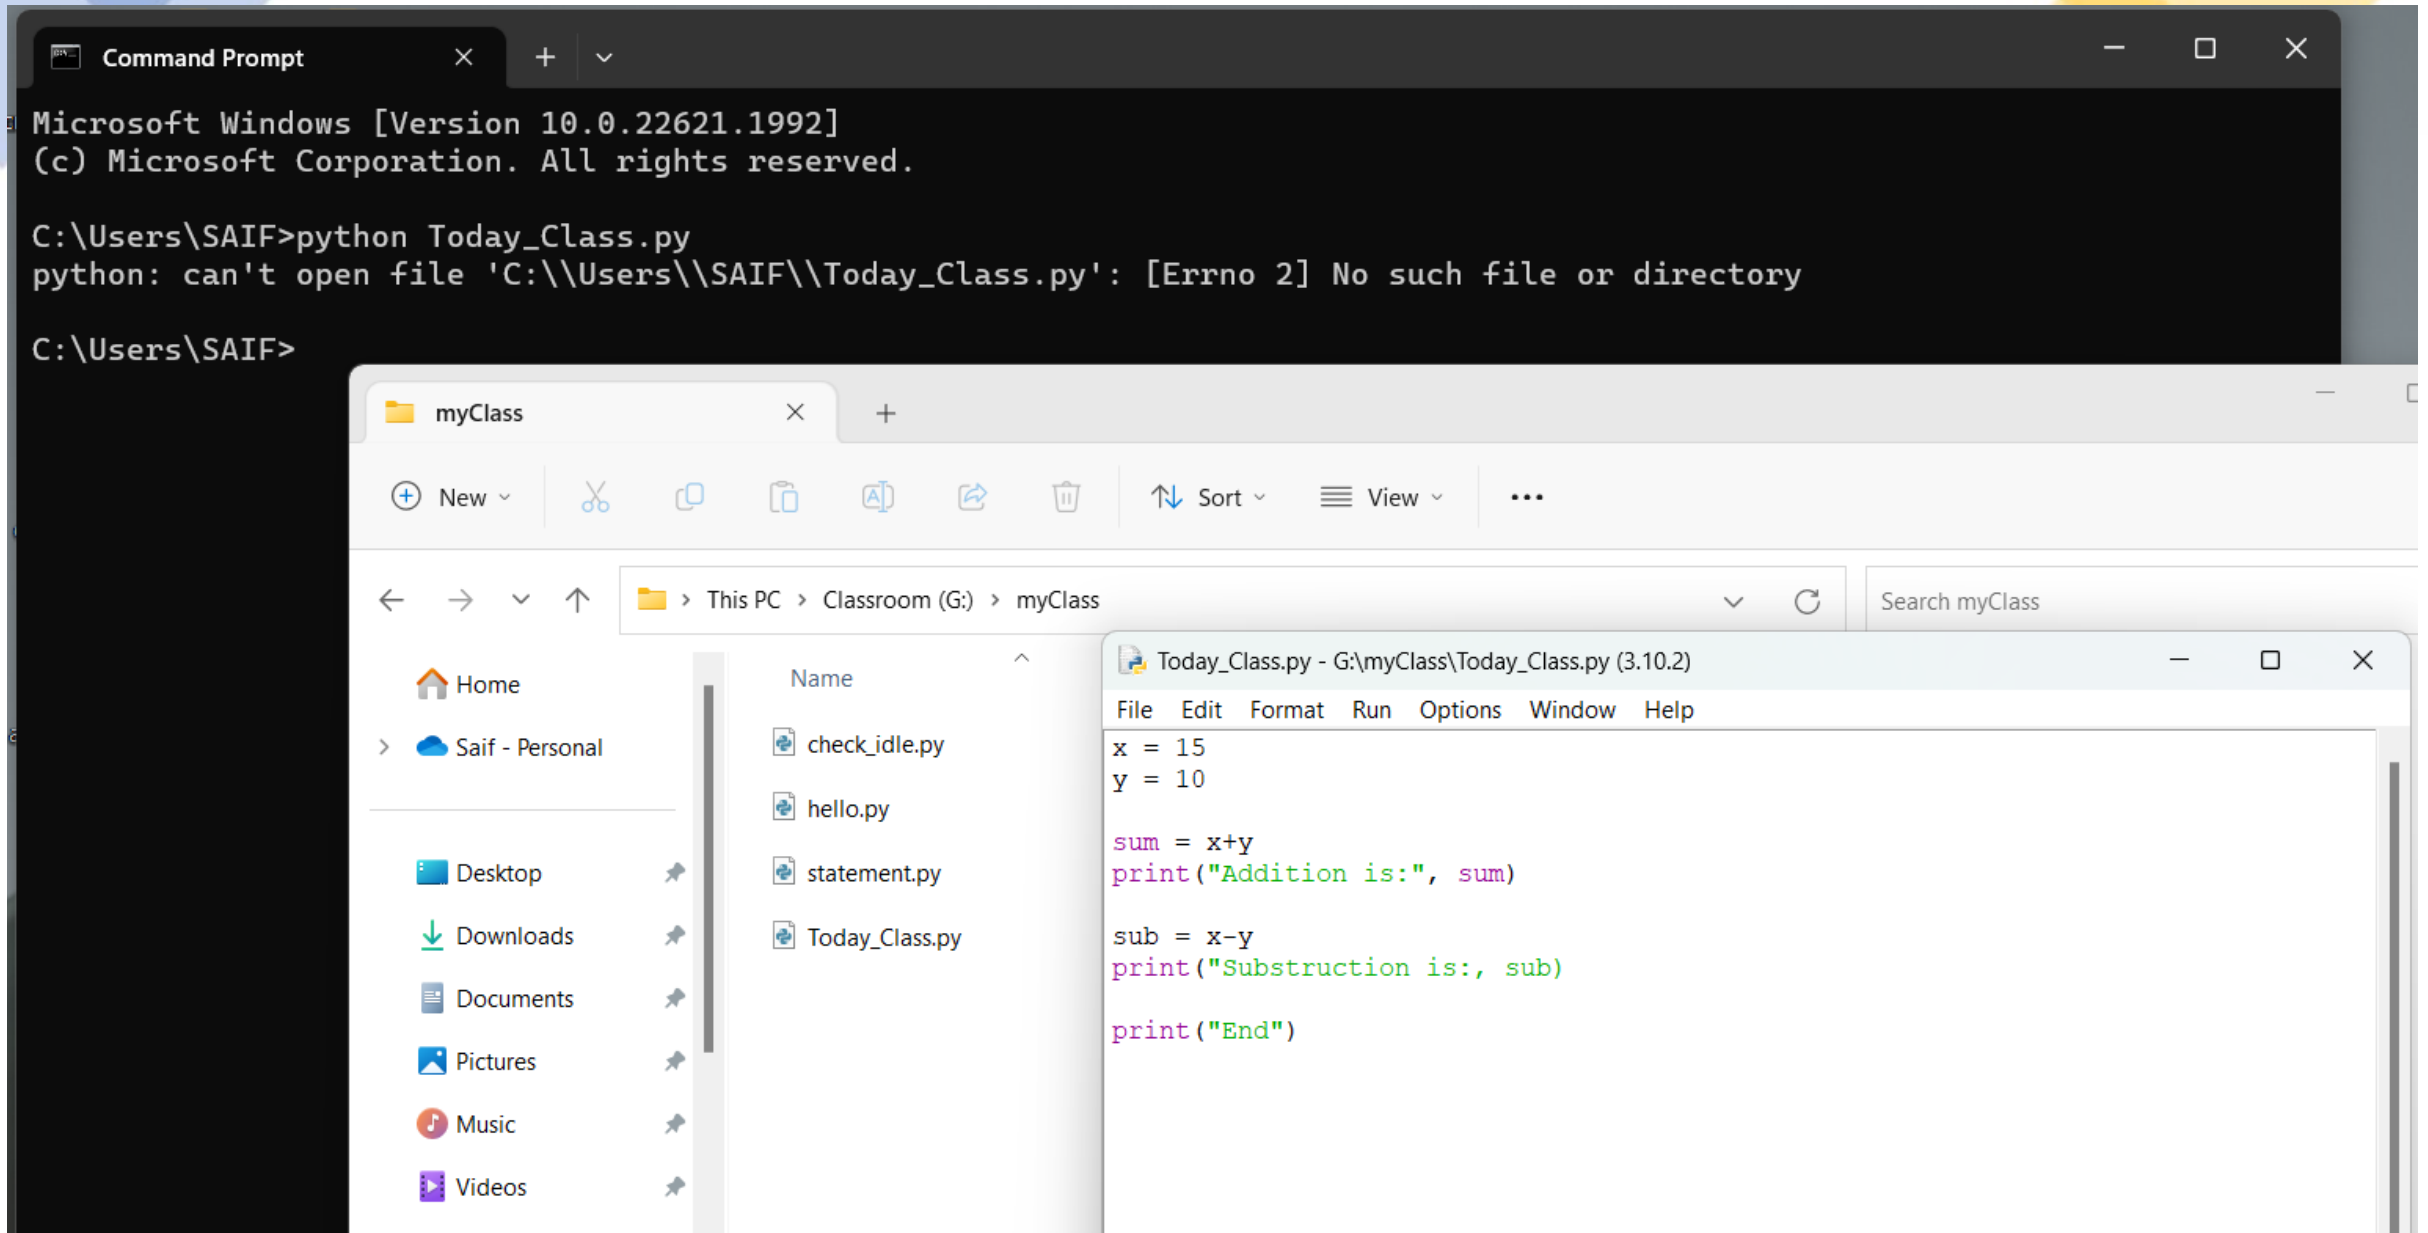 Command Prompt
Microsoft Windows [Version 10.0.22621.1992]
(c) Microsoft Corporation. All rights reserved.
C:\Users\SAIF>python Today_Class.py
python: can't open file 'C:\\Users\\SAIF\\Today_Class.py': [Errno 2] No such file or directory
C:\Users\SAIF>
myClass
New
Sort
View
This PC > Classroom (G:) > myClass
Search myClass
Home
Saif - Personal
Desktop
Downloads
Documents
Pictures
Music
Videos
Name
check_idle.py
hello.py
statement.py
Today_Class.py
Today_Class.py - G:\myClass\Today_Class.py (3.10.2)
File Edit Format Run Options Window Help
x = 15
y = 10
sum = x+y
print("Addition is:", sum)
sub = x-y
print("Substruction is:, sub)
print("End")